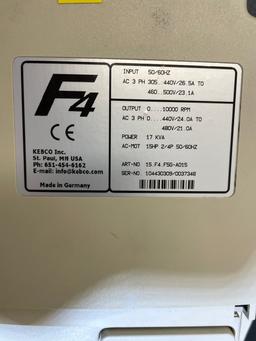 F4
CE
KEBCO Inc.
St. Paul, MN USA
Ph: 651-454-6162
E-mail: info@kebco.com
Made in Germany
INPUT 50/60HZ
AC 3 PH 305...440V/26.5A TO
460...500V/23.1A
OUTPUT 0....10000 RPM
AC 3 PH 0....440V/24.0A TO
480V/21.0A
POWER 17 KVA
AC-MOT 15HP 2/4P 50/60HZ
ART-NO 15.F4.F5G-A01S
SER-NO. 104430309/0037348